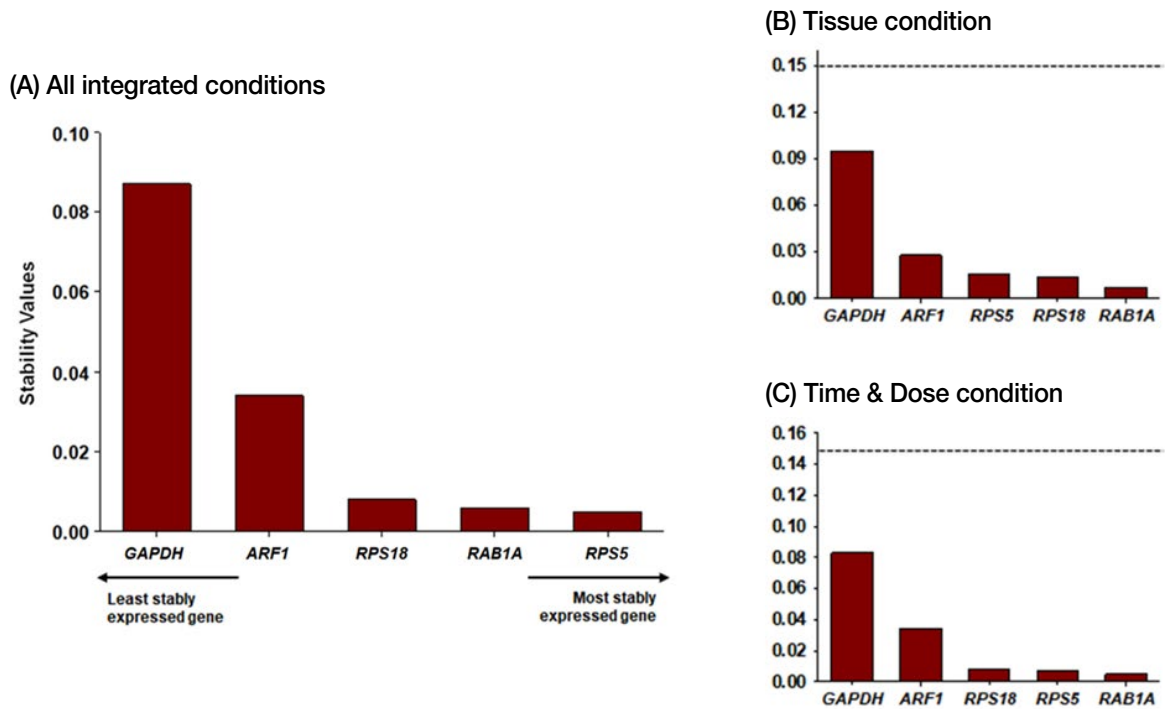 (A) All integrated conditions
Stability Values
0.10
0.08
0.06
0.04
0.02
0.00
GAPDH ARF1 RPS18 RAB1A RPS5
Least stably
expressed gene
Most stably
expressed gene
(B) Tissue condition
0.15
0.12
0.09
0.06
0.03
0.00
GAPDH ARF1 RPS5 RPS18 RAB1A
(C) Time & Dose condition
0.16
0.14
0.12
0.10
0.08
0.06
0.04
0.02
0.00
GAPDH ARF1 RPS18 RPS5 RAB1A